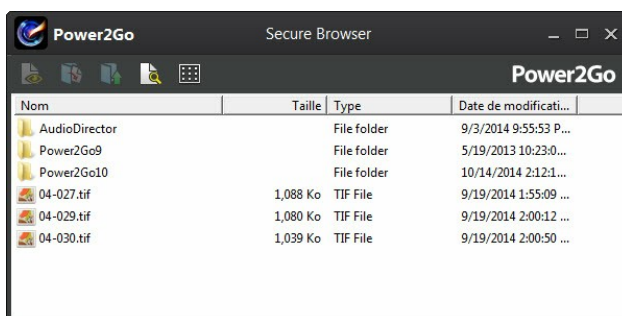 Power2Go Secure Browser
Power2Go
Nom Taille Type Date de modificati...
AudioDirector File folder 9/3/2014 9:55:53 P...
Power2Go9 File folder 5/19/2013 10:23:0...
Power2Go10 File folder 10/14/2014 2:12:1...
04-027.tif 1,088 Ko TIF File 9/19/2014 1:55:09 ...
04-029.tif 1,080 Ko TIF File 9/19/2014 2:00:12 ...
04-030.tif 1,039 Ko TIF File 9/19/2014 2:00:50 ...